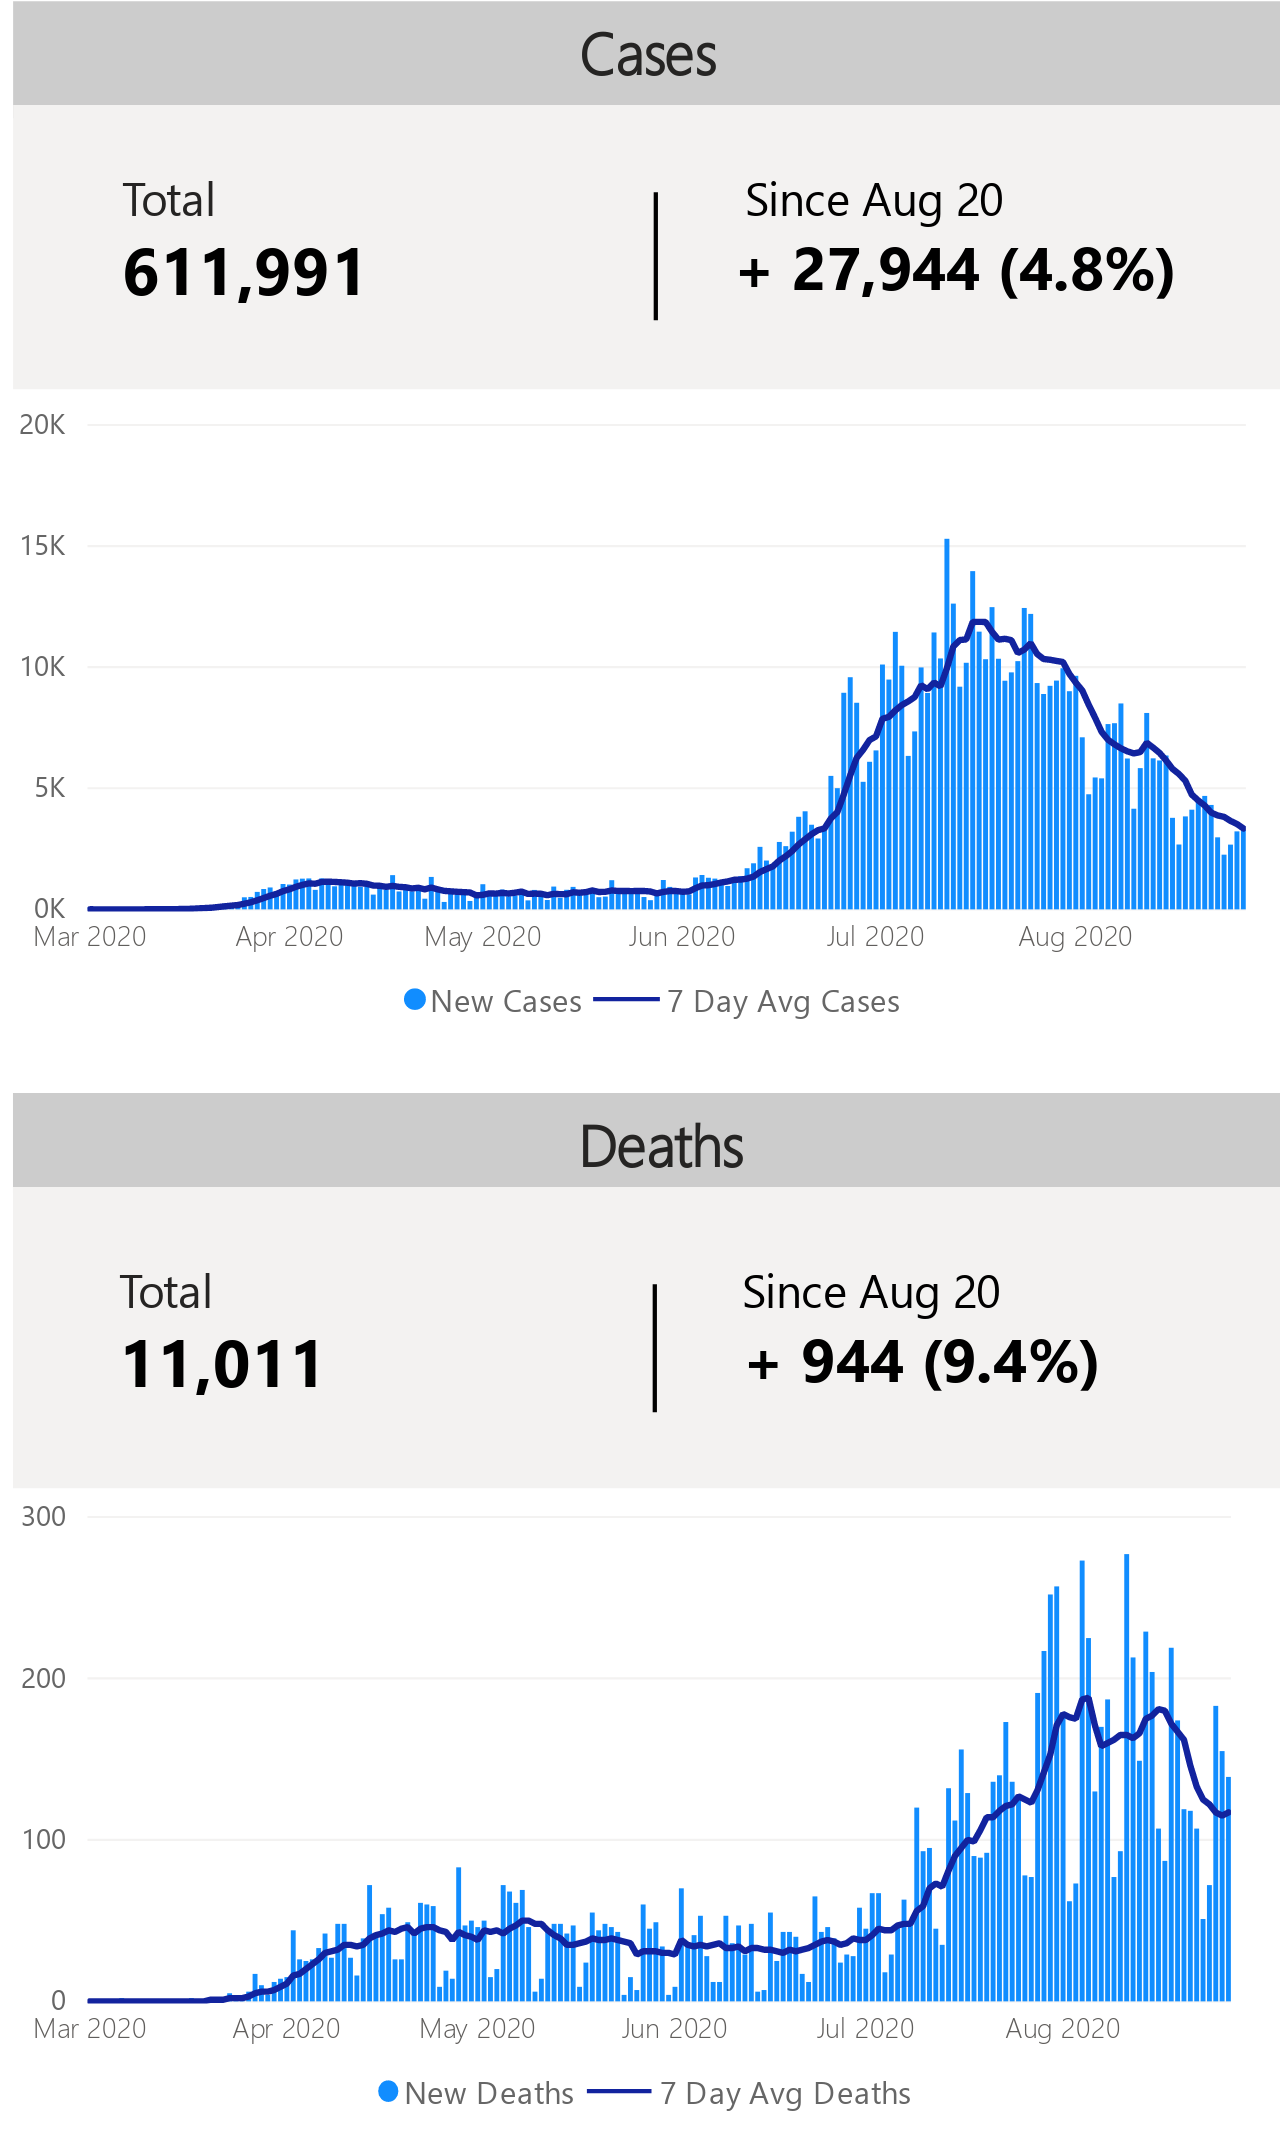 Cases
Total
Since Aug 20
611,991
+ 27,944 (4.8%)
20K
15K
10K
5K
0K
Mar 2020
Apr 2020
May 2020
Jun 2020
Jul 2020
Aug 2020
New Cases
7 Day Avg Cases
Deaths
Total
Since Aug 20
11,011
+ 944 (9.4%)
300
200
100
0
Mar 2020
Apr 2020
May 2020
Jun 2020
Jul 2020
Aug 2020
New Deaths
7 Day Avg Deaths